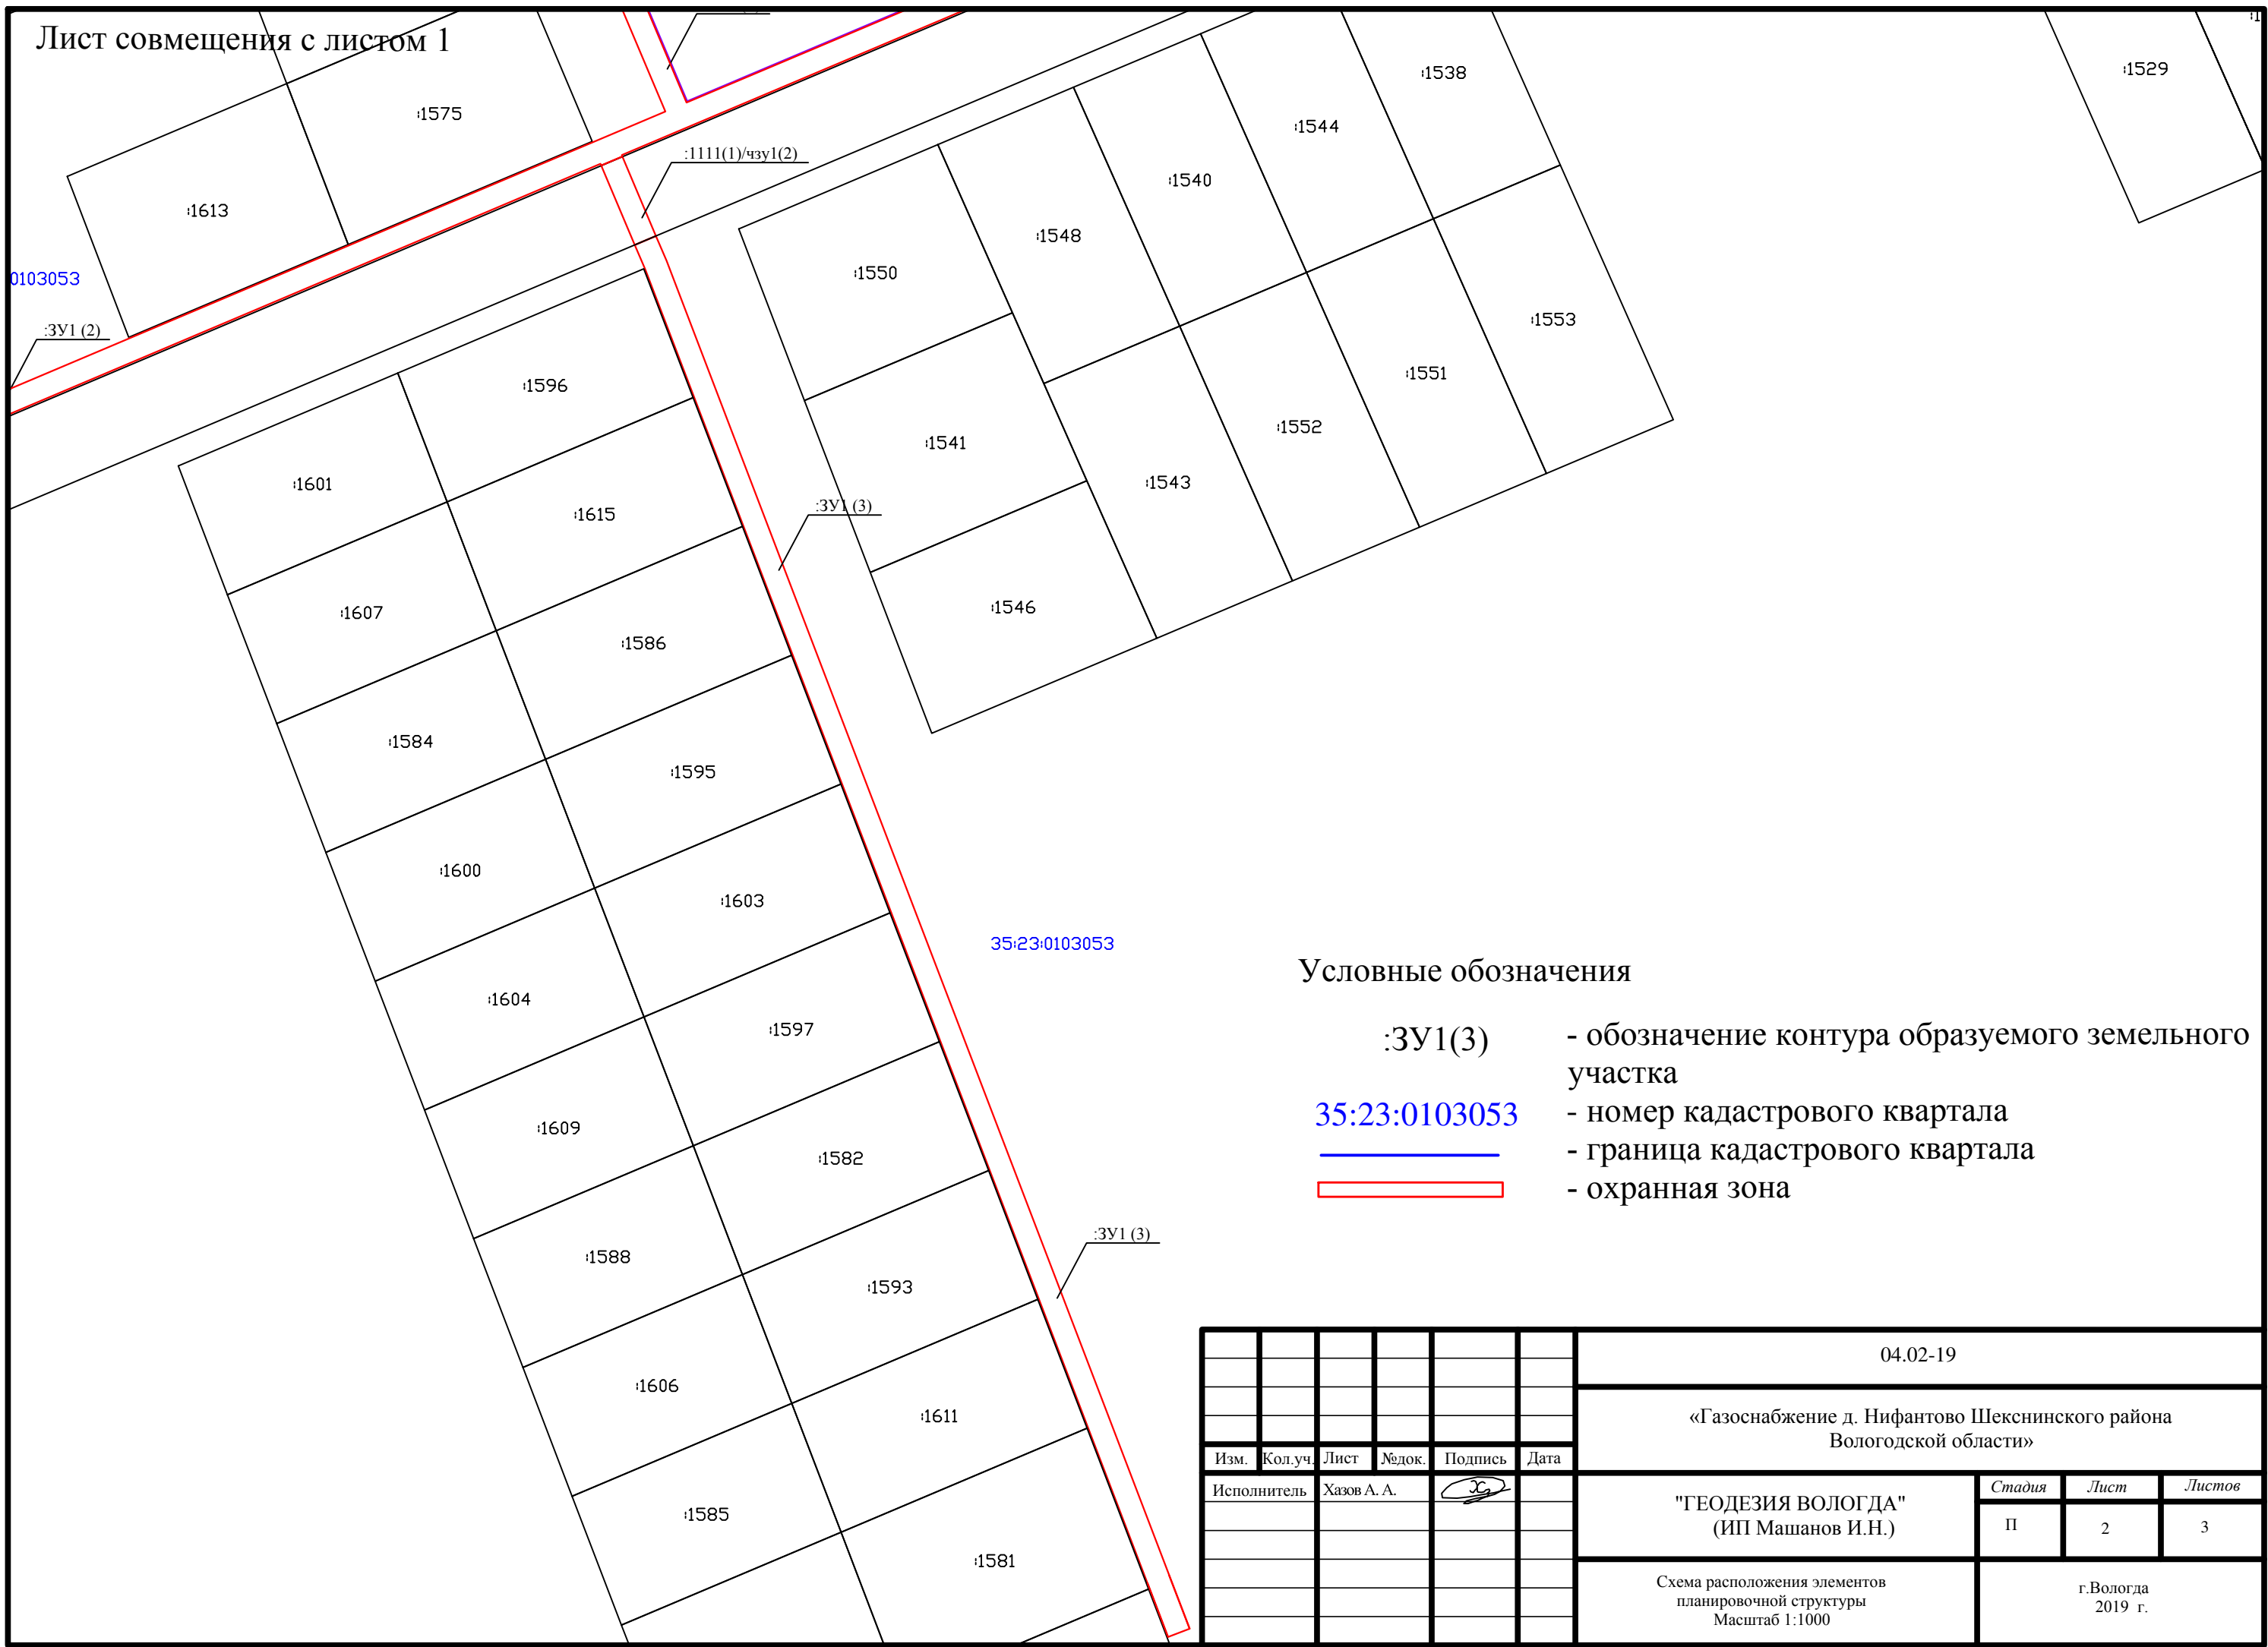 Лист совмещения с листом 1
:1538
:1529
:1575
:1544
:1111(1)/чзу1(2)
:1540
:1613
:1548
:1550
0103053
:ЗУ1 (2)
:1553
:1551
:1596
:1552
:1541
:1601
:1543
:ЗУ1 (3)
:1615
:1546
:1607
:1586
:1584
:1595
:1600
:1603
35:23:0103053
:1604
:1597
:1609
:1582
:1588
:ЗУ1 (3)
:1593
:1606
:1611
:1585
:1581
Условные обозначения
:ЗУ1(3) - обозначение контура образуемого земельного
участка
35:23:0103053 - номер кадастрового квартала
- граница кадастрового квартала
- охранная зона
04.02-19
«Газоснабжение д. Нифантово Шекснинского района
Вологодской области»
Изм. Кол.уч. Лист №док. Подпись Дата
Исполнитель Хазов А. А.
"ГЕОДЕЗИЯ ВОЛОГДА"
(ИП Машанов И.Н.)
Стадия Лист Листов
П 2 3
Схема расположения элементов
планировочной структуры
Масштаб 1:1000
г.Вологда
2019 г.